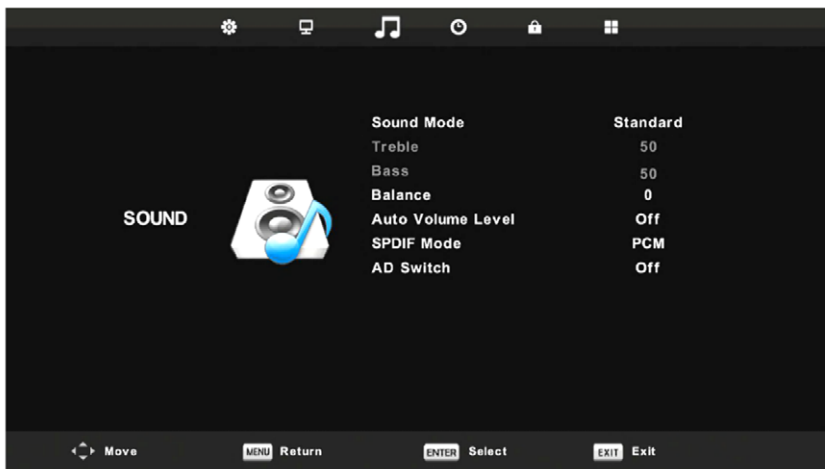 Sound Mode Standard
Treble 50
Bass 50
Balance 0
SOUND
Auto Volume Level Off
SPDIF Mode PCM
AD Switch Off
Move MENU Return ENTER Select EXIT Exit